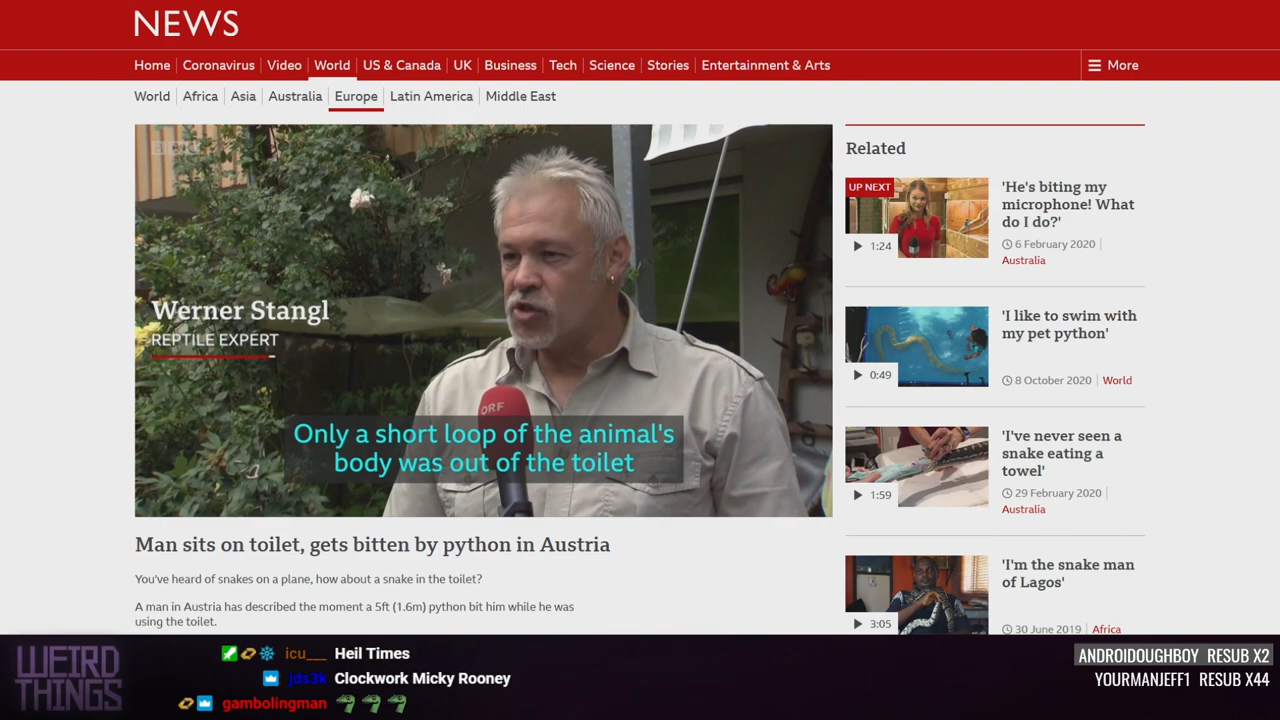 NEWS
Home Coronavirus Video World US & Canada UK Business Tech Science Stories Entertainment & Arts More
World Africa Asia Australia Europe Latin America Middle East
BBC
Werner Stangl
REPTILE EXPERT
ORF
Only a short loop of the animal's
body was out of the toilet
Man sits on toilet, gets bitten by python in Austria
You've heard of snakes on a plane, how about a snake in the toilet?
A man in Austria has described the moment a 5ft (1.6m) python bit him while he was
using the toilet.
Related
UP NEXT
1:24
'He's biting my
microphone! What
do I do?'
6 February 2020
Australia
0:49
'I like to swim with
my pet python'
8 October 2020 World
1:59
'I've never seen a
snake eating a
towel'
29 February 2020
Australia
3:05
'I'm the snake man
of Lagos'
30 June 2019 Africa
WEIRD
THINGS
icu___ Heil Times
jds3k Clockwork Micky Rooney
gambolingman
ANDROIDOUGHBOY RESUB X2
YOURMANJEFF1 RESUB X44